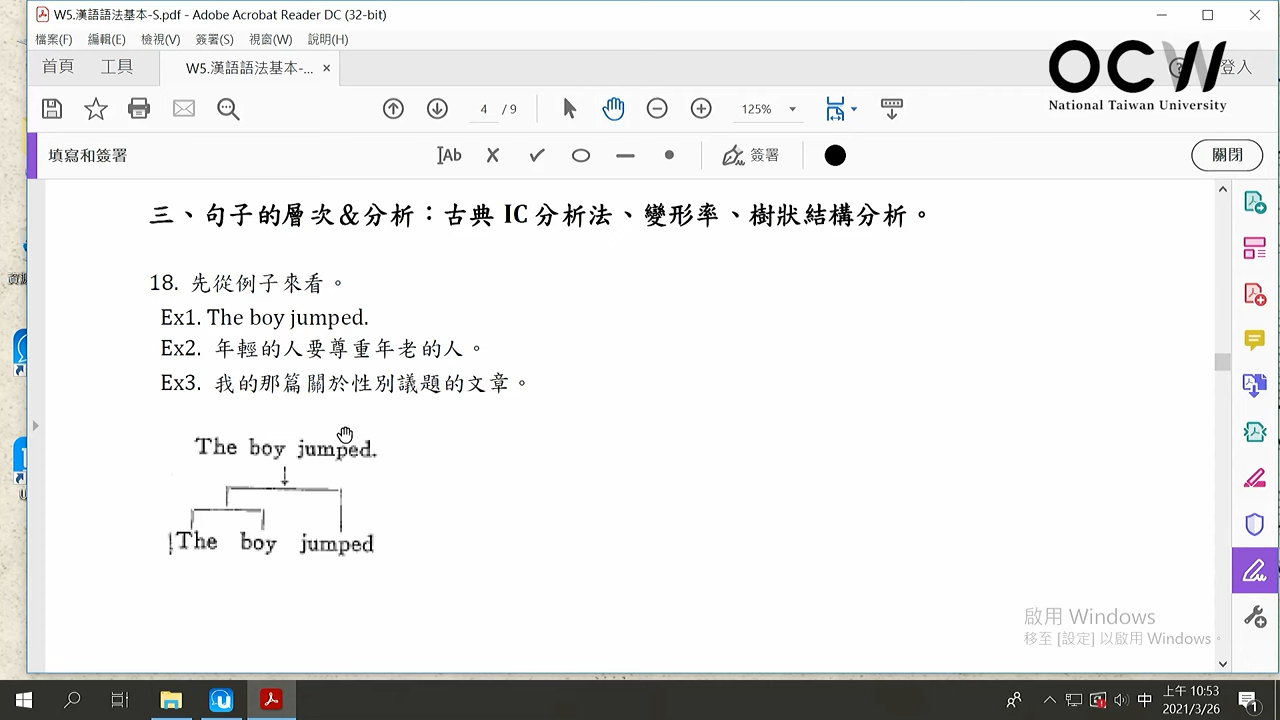 W5.漢語語法基本-S.pdf - Adobe Acrobat Reader DC (32-bit)
檔案(F) 編輯(E) 檢視(V) 簽署(S) 視窗(W) 說明(H)
首頁 工具 W5.漢語語法基本-... × 登入
OCW
National Taiwan University
4 / 9 125%
填寫和簽署 Ab 簽署 關閉
三、句子的層次&分析：古典 IC 分析法、變形率、樹狀結構分析。
18. 先從例子來看。
Ex1. The boy jumped.
Ex2. 年輕的人要尊重年老的人。
Ex3. 我的那篇關於性別議題的文章。
The boy jumped.
The boy jumped
啟用 Windows
移至 [設定] 以啟用 Windows。
中 上午 10:53
2021/3/26
1